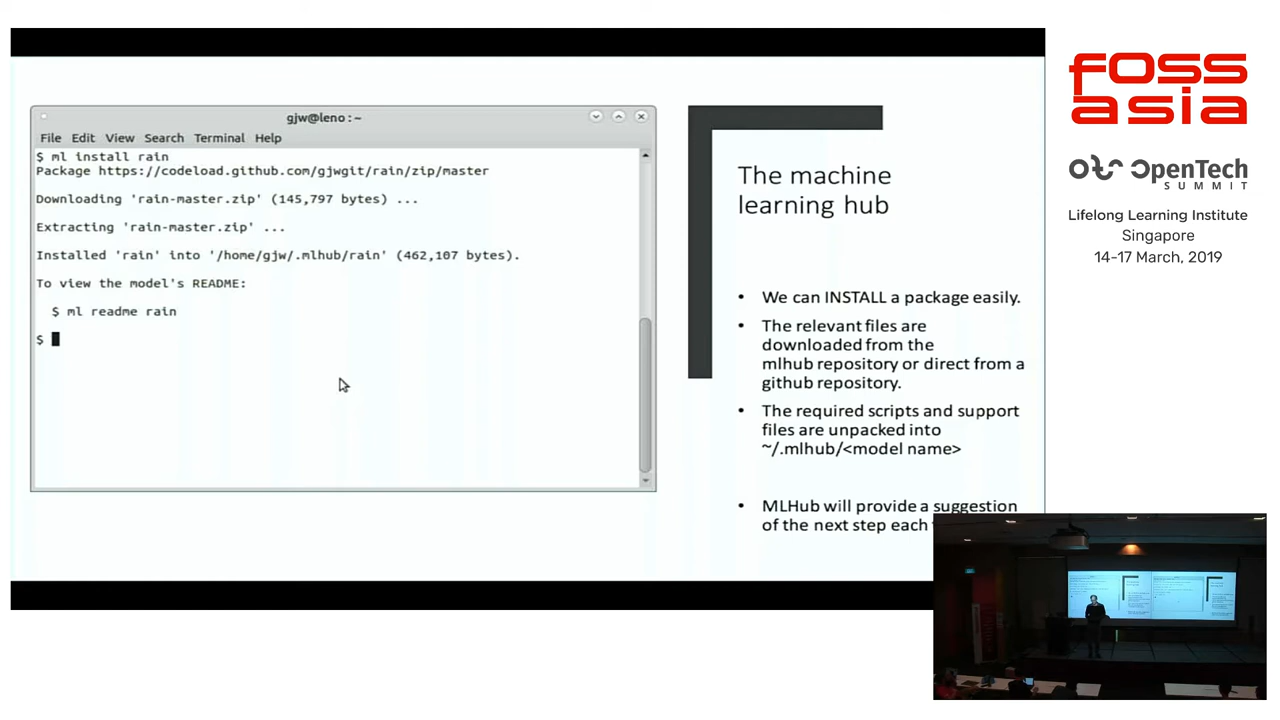 gjw@leno: ~
File Edit View Search Terminal Help
$ ml install rain
Package https://codeload.github.com/gjwgit/rain/zip/master
Downloading 'rain-master.zip' (145,797 bytes) ...
Extracting 'rain-master.zip' ...
Installed 'rain' into '/home/gjw/.mlhub/rain' (462,107 bytes).
To view the model's README:
$ ml readme rain
$
The machine
learning hub
• We can INSTALL a package easily.
• The relevant files are
downloaded from the
mlhub repository or direct from a
github repository.
• The required scripts and support
files are unpacked into
~/.mlhub/<model name>
• MLHub will provide a suggestion
of the next step each
FOSS
asia
OpenTech
SUMMIT
Lifelong Learning Institute
Singapore
14-17 March, 2019